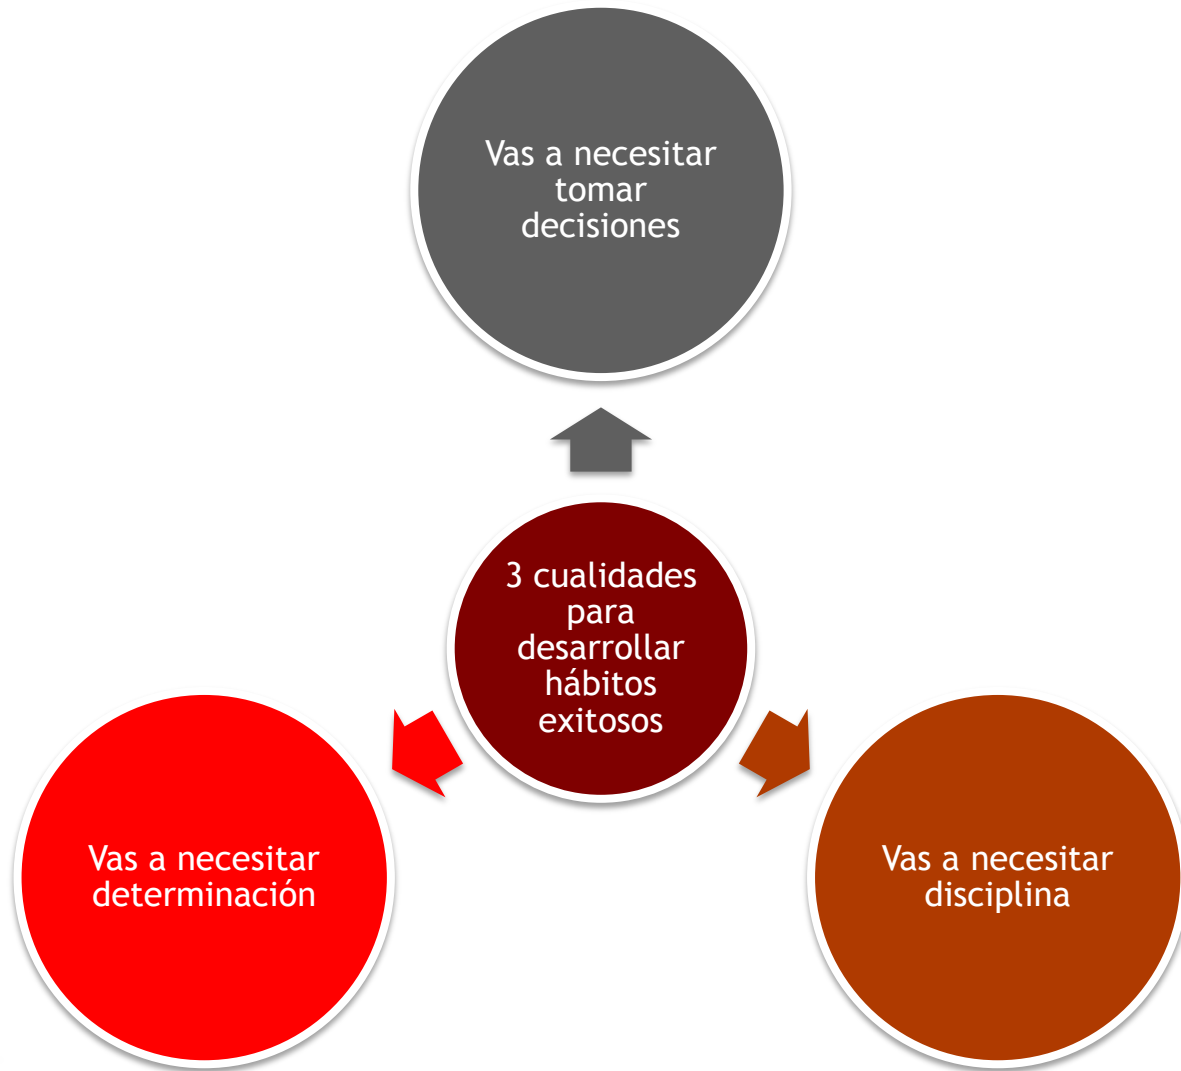 Vas a necesitar
tomar
decisiones
3 cualidades
para
desarrollar
hábitos
exitosos
Vas a necesitar
determinación
Vas a necesitar
disciplina